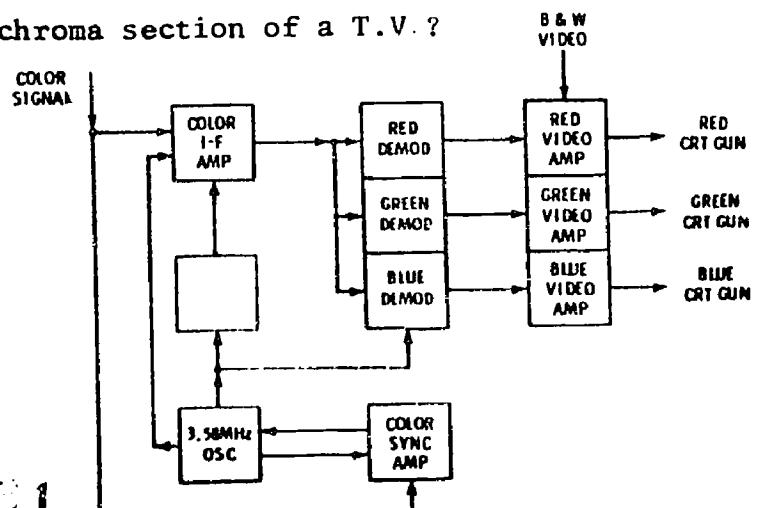 chroma section of a T.V.?
B & W
VIDEO
COLOR
SIGNAL
COLOR
I-F
AMP
RED
DEMOD
RED
VIDEO
AMP
RED
CRT GUN
GREEN
DEMOD
GREEN
VIDEO
AMP
GREEN
CRT GUN
BLUE
DEMOD
BLUE
VIDEO
AMP
BLUE
CRT GUN
3.58MHz
OSC
COLOR
SYNC
AMP